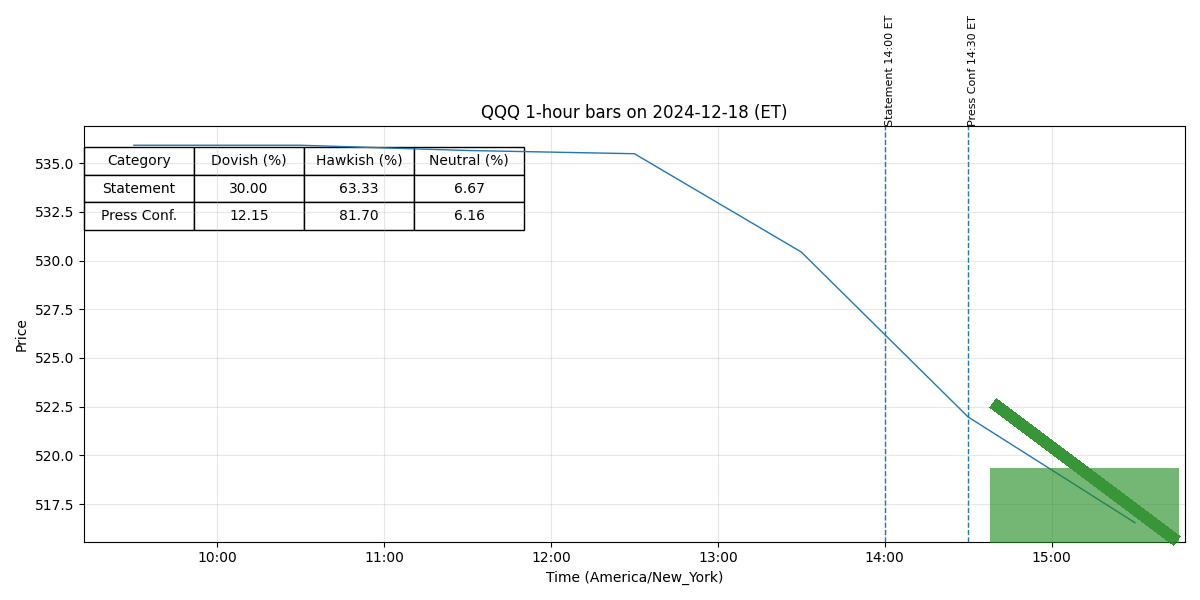 Statement 14:00 ET
Press Conf 14:30 ET
QQQ 1-hour bars on 2024-12-18 (ET)
Category Dovish (%) Hawkish (%) Neutral (%)
Statement 30.00 63.33 6.67
Press Conf. 12.15 81.70 6.16
Price
535.0
532.5
530.0
527.5
525.0
522.5
520.0
517.5
10:00 11:00 12:00 13:00 14:00 15:00
Time (America/New_York)